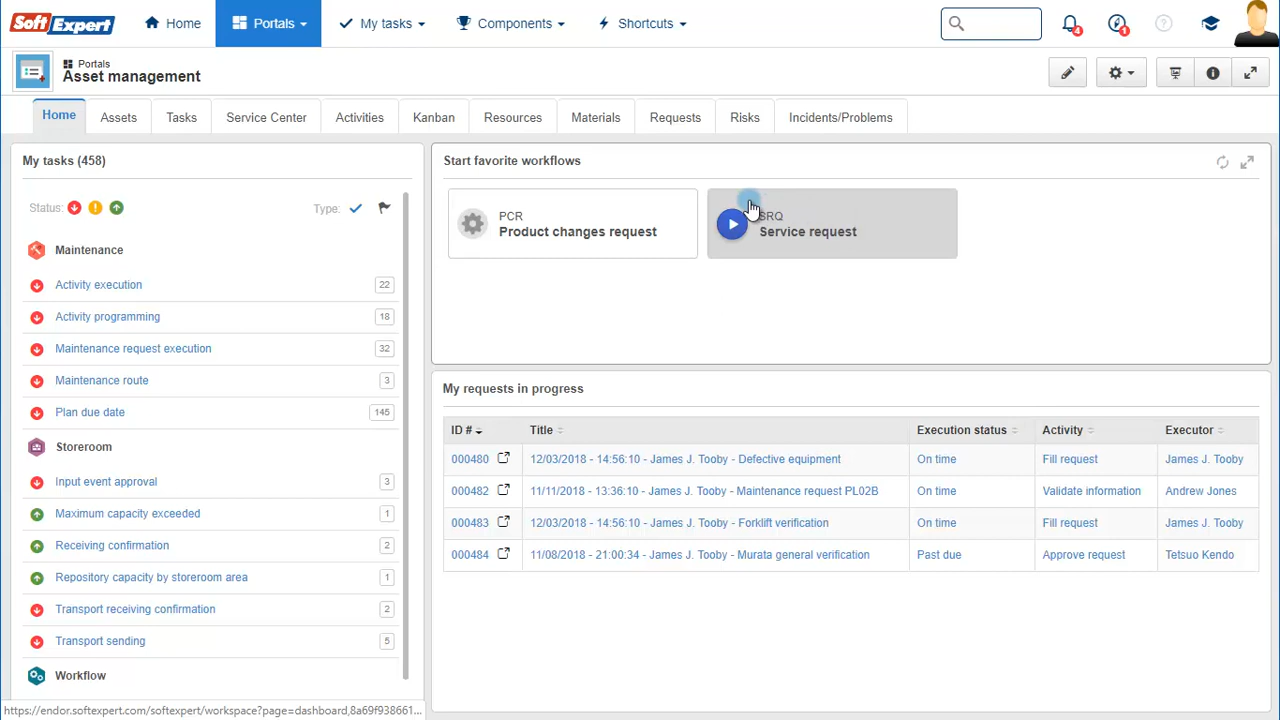 SoftExpert
Home
Portals
My tasks
Components
Shortcuts
4
1
Portals
Asset management
Home
Assets
Tasks
Service Center
Activities
Kanban
Resources
Materials
Requests
Risks
Incidents/Problems
My tasks (458)
Status:
Type:
Maintenance
Activity execution 22
Activity programming 18
Maintenance request execution 32
Maintenance route 3
Plan due date 145
Storeroom
Input event approval 3
Maximum capacity exceeded 1
Receiving confirmation 2
Repository capacity by storeroom area 1
Transport receiving confirmation 2
Transport sending 5
Workflow
https://endor.softexpert.com/softexpert/workspace?page=dashboard,8a69f938661...
Start favorite workflows
PCR
Product changes request
SRQ
Service request
My requests in progress
ID # Title Execution status Activity Executor
000480 12/03/2018 - 14:56:10 - James J. Tooby - Defective equipment On time Fill request James J. Tooby
000482 11/11/2018 - 13:36:10 - James J. Tooby - Maintenance request PL02B On time Validate information Andrew Jones
000483 12/03/2018 - 14:56:10 - James J. Tooby - Forklift verification On time Fill request James J. Tooby
000484 11/08/2018 - 21:00:34 - James J. Tooby - Murata general verification Past due Approve request Tetsuo Kendo